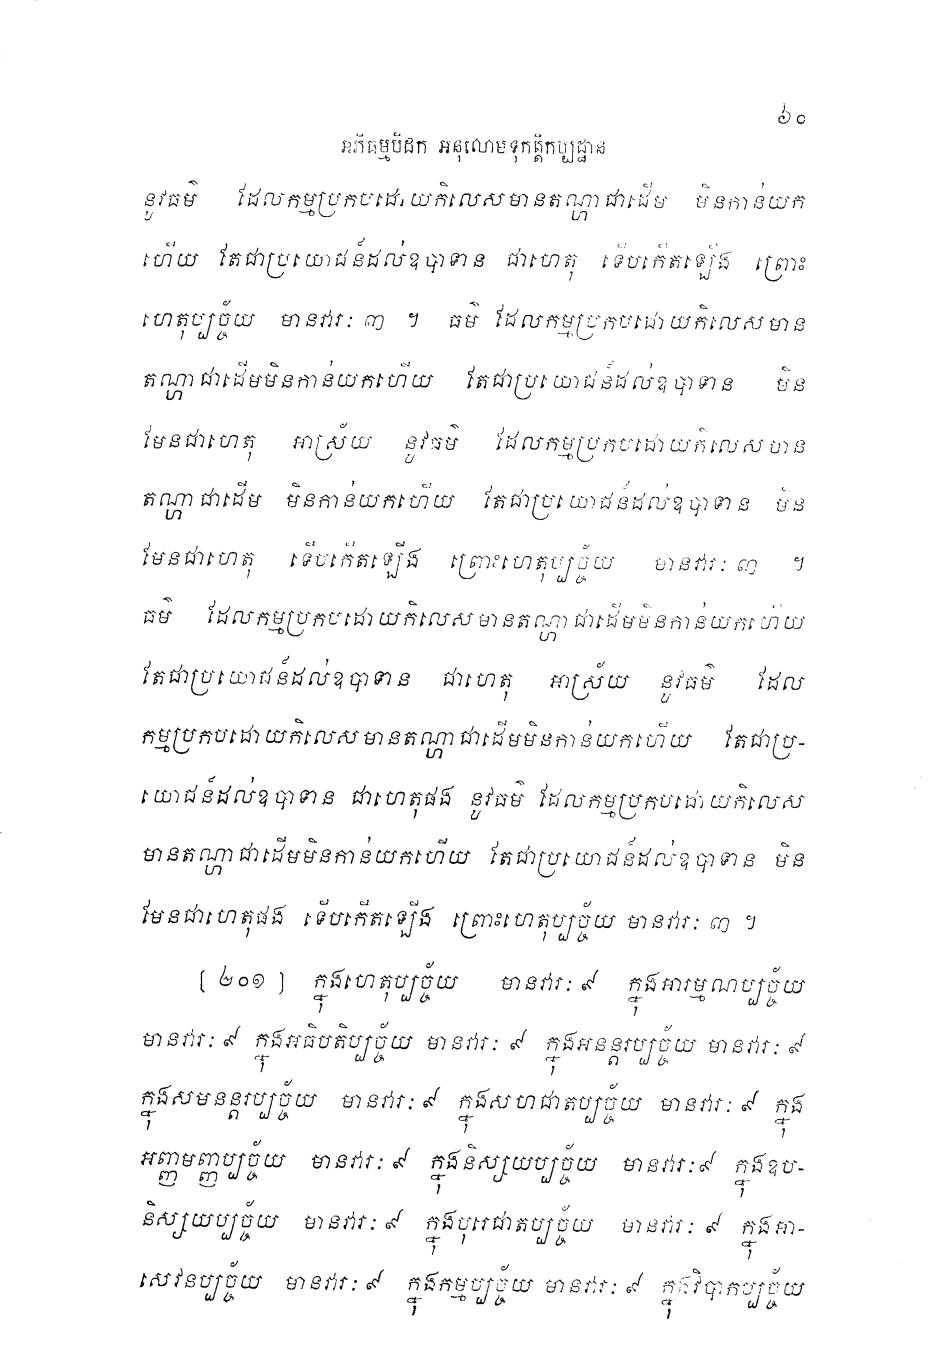 ៦០
អភិធម្មបិដក អនុលោមទុកត្តិកប្បដ្ឋាន
នូវធម៌ ដែលកម្មប្រកបដោយកិលេសមានតណ្ហាជាដើម មិនកាន់យក
ហើយ តែជាប្រយោជន៍ដល់ឧបាទាន ជាហេតុ ទើបកើតឡើង ព្រោះ
ហេតុប្បច្ច័យ មានវារៈ ៣ ។ ធម៌ ដែលកម្មប្រកបដោយកិលេសមាន
តណ្ហាជាដើមមិនកាន់យកហើយ តែជាប្រយោជន៍ដល់ឧបាទាន មិន
មែនជាហេតុ អាស្រ័យ នូវធម៌ ដែលកម្មប្រកបដោយកិលេសមាន
តណ្ហាជាដើម មិនកាន់យកហើយ តែជាប្រយោជន៍ដល់ឧបាទាន មិន
មែនជាហេតុ ទើបកើតឡើង ព្រោះហេតុប្បច្ច័យ មានវារៈ ៣ ។
ធម៌ ដែលកម្មប្រកបដោយកិលេសមានតណ្ហាជាដើមមិនកាន់យកហើយ
តែជាប្រយោជន៍ដល់ឧបាទាន ជាហេតុ អាស្រ័យ នូវធម៌ ដែល
កម្មប្រកបដោយកិលេសមានតណ្ហាជាដើមមិនកាន់យកហើយ តែជាប្រ-
យោជន៍ដល់ឧបាទាន ជាហេតុផង នូវធម៌ ដែលកម្មប្រកបដោយកិលេស
មានតណ្ហាជាដើមមិនកាន់យកហើយ តែជាប្រយោជន៍ដល់ឧបាទាន មិន
មែនជាហេតុផង ទើបកើតឡើង ព្រោះហេតុប្បច្ច័យ មានវារៈ ៣ ។
[ ២០១ ] ក្នុងហេតុប្បច្ច័យ មានវារៈ ៩ ក្នុងអារម្មណប្បច្ច័យ
មានវារៈ ៩ ក្នុងអធិបតិប្បច្ច័យ មានវារៈ ៩ ក្នុងអនន្តរប្បច្ច័យ មានវារៈ ៩
ក្នុងសមនន្តរប្បច្ច័យ មានវារៈ ៩ ក្នុងសហជាតប្បច្ច័យ មានវារៈ ៩ ក្នុង
អញ្ញមញ្ញប្បច្ច័យ មានវារៈ ៩ ក្នុងនិស្សយប្បច្ច័យ មានវារៈ ៩ ក្នុងឧប-
និស្សយប្បច្ច័យ មានវារៈ ៩ ក្នុងបុរេជាតប្បច្ច័យ មានវារៈ ៩ ក្នុងអា-
សេវនប្បច្ច័យ មានវារៈ ៩ ក្នុងកម្មប្បច្ច័យ មានវារៈ ៩ ក្នុងវិបាកប្បច្ច័យ